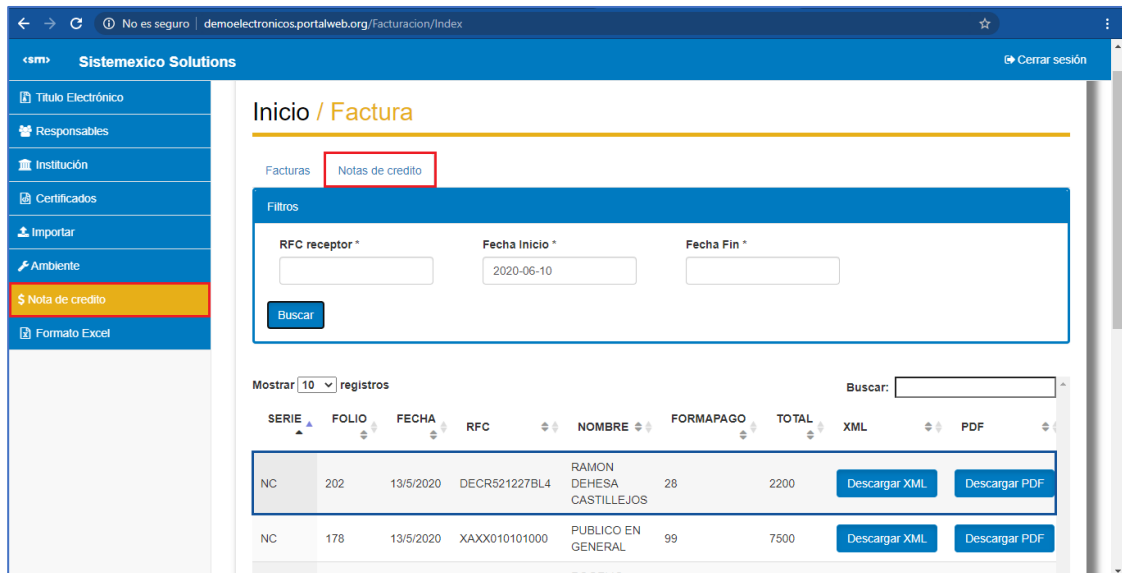 No es seguro | demoelectronicos.portalweb.org/Facturacion/Index
<sm> Sistemexico Solutions Cerrar sesión
Titulo Electrónico
Responsables
Institución
Certificados
Importar
Ambiente
$ Nota de credito
Formato Excel
Inicio / Factura
Facturas Notas de credito
Filtros
RFC receptor * Fecha Inicio * Fecha Fin *
2020-06-10
Buscar
Mostrar 10 registros Buscar:
SERIE FOLIO FECHA RFC NOMBRE FORMAPAGO TOTAL XML PDF
NC 202 13/5/2020 DECR521227BL4 RAMON DEHESA CASTILLEJOS 28 2200 Descargar XML Descargar PDF
NC 178 13/5/2020 XAXX010101000 PUBLICO EN GENERAL 99 7500 Descargar XML Descargar PDF